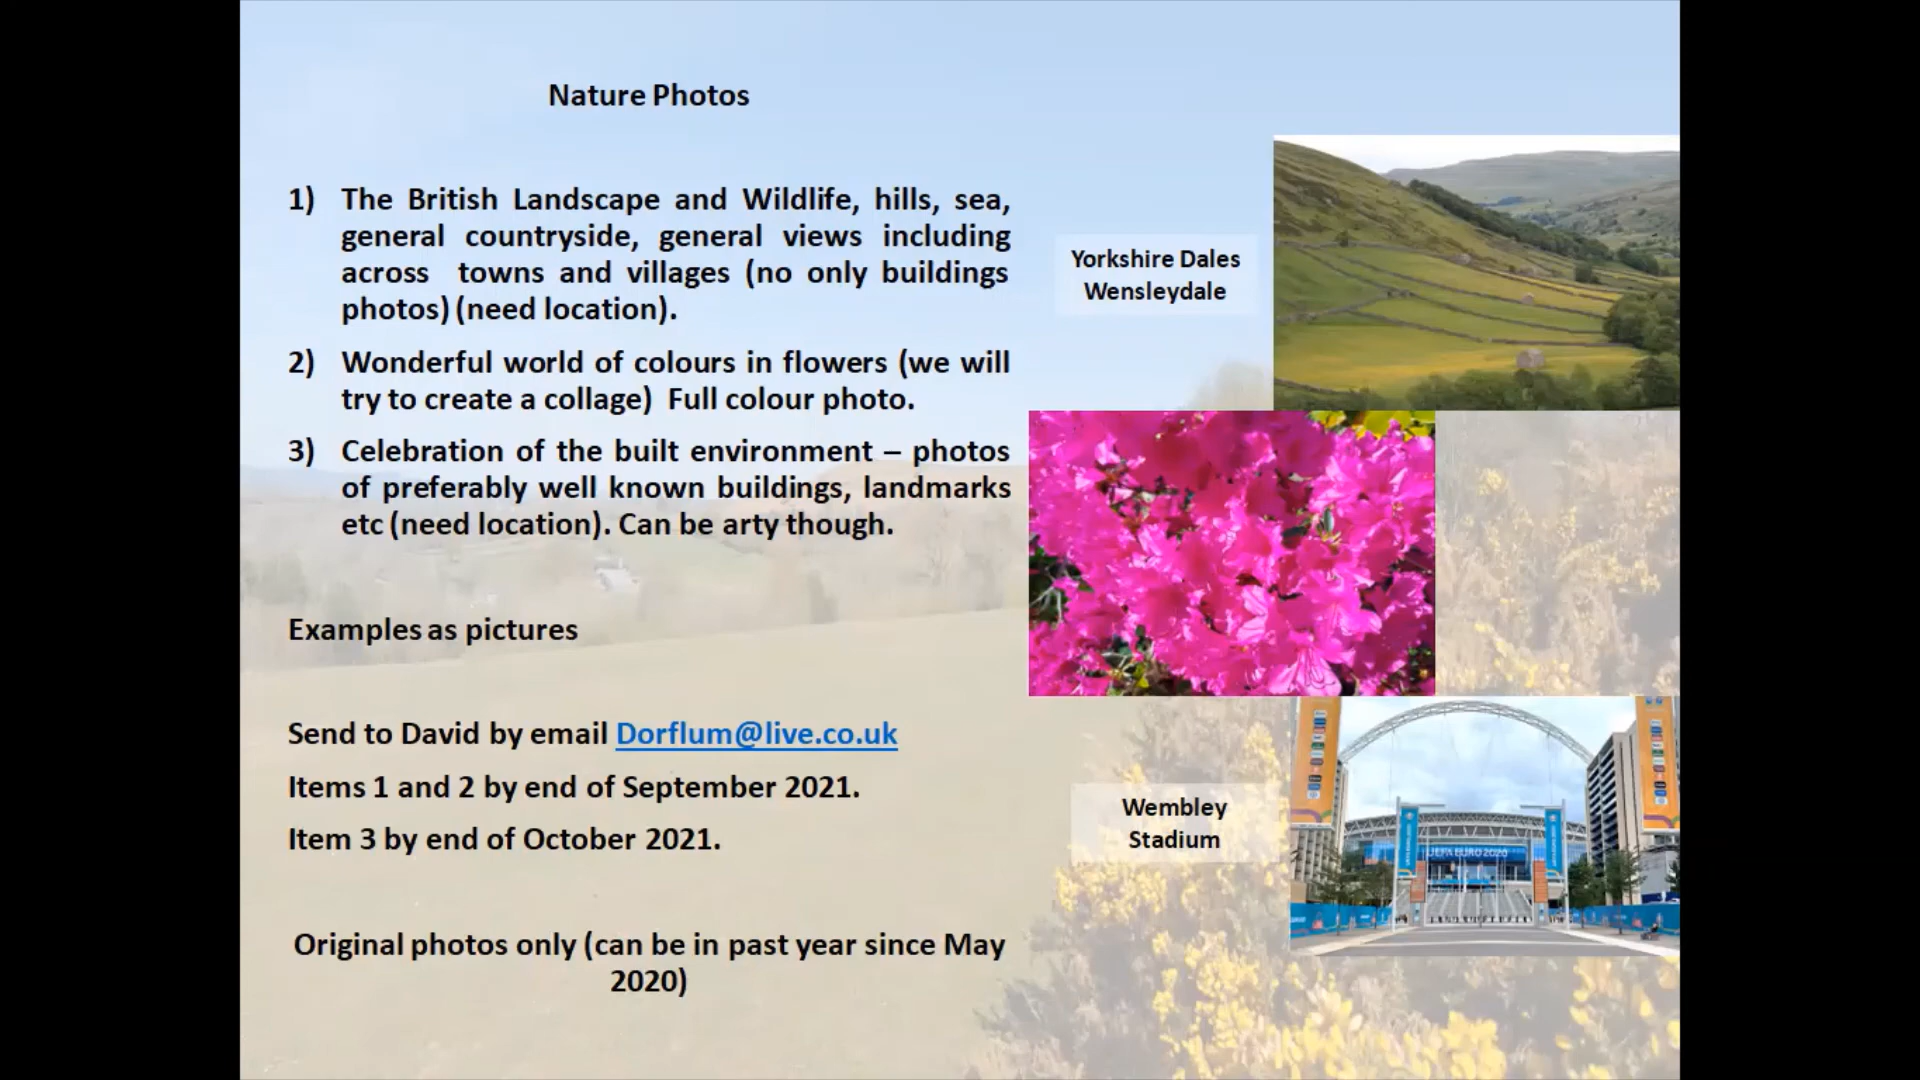 Nature Photos
1) The British Landscape and Wildlife, hills, sea,
general countryside, general views including
across towns and villages (no only buildings
photos) (need location).
2) Wonderful world of colours in flowers (we will
try to create a collage) Full colour photo.
3) Celebration of the built environment – photos
of preferably well known buildings, landmarks
etc (need location). Can be arty though.
Examples as pictures
Send to David by email Dorflum@live.co.uk
Items 1 and 2 by end of September 2021.
Item 3 by end of October 2021.
Original photos only (can be in past year since May
2020)
Yorkshire Dales
Wensleydale
Wembley
Stadium
UEFA EURO 2020